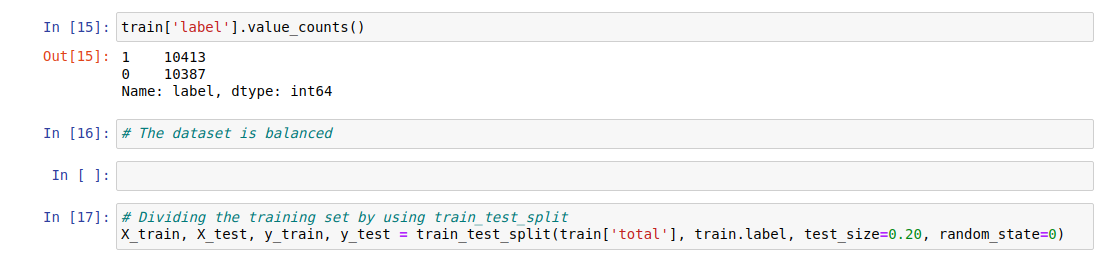 In [15]: train['label'].value_counts()
Out[15]: 1    10413
0    10387
Name: label, dtype: int64
In [16]: # The dataset is balanced
In [ ]:
In [17]: # Dividing the training set by using train_test_split
X_train, X_test, y_train, y_test = train_test_split(train['total'], train.label, test_size=0.20, random_state=0)